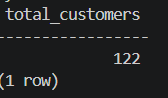 total_customers
-----------------
122
(1 row)